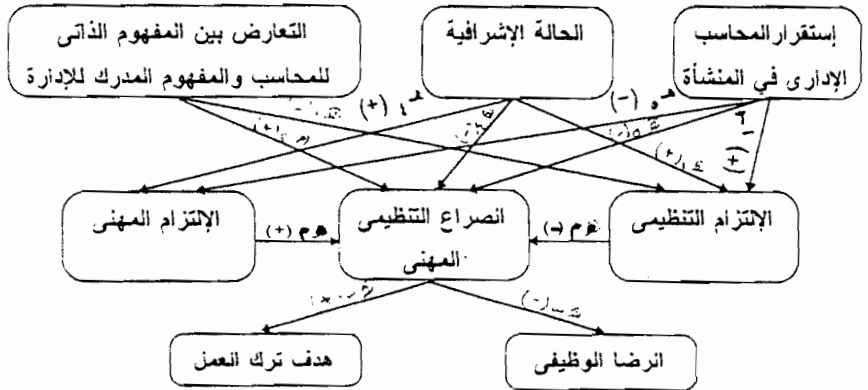 إستقرار المحاسب
الإدارى في المنشأة
الحالة الإشرافية
التعارض بين المفهوم الذاتى
للمحاسب والمفهوم المدرك للإدارة
(+)
(-)
(+)
الإلتزام التنظيمى
الصراع التنظيمى
المهنى
الإلتزام المهنى
(-)
(+)
الرضا الوظيفى
هدف ترك العمل